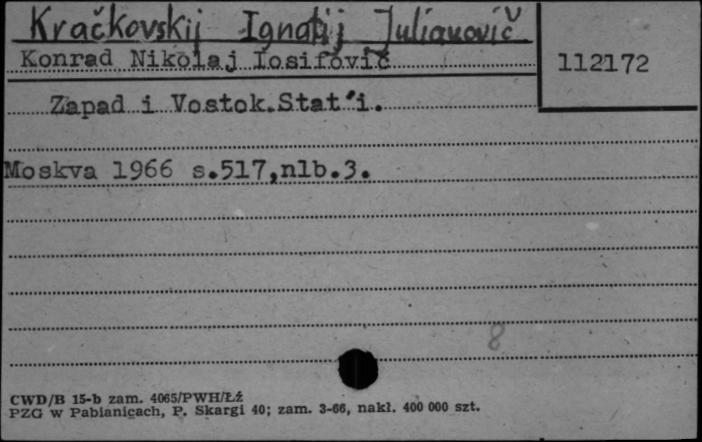 Kračkovskij Ignatij Julianovič
Konrad Nikolaj Iosifovič
112172
Zapad i Vostok.Stat'i.
Moskva 1966 s.517,nlb.3.
8
CWD/B 15-b zam. 4065/PWH/Łź
PZG w Pabianicach, P. Skargi 40; zam. 3-66, nakł. 400 000 szt.